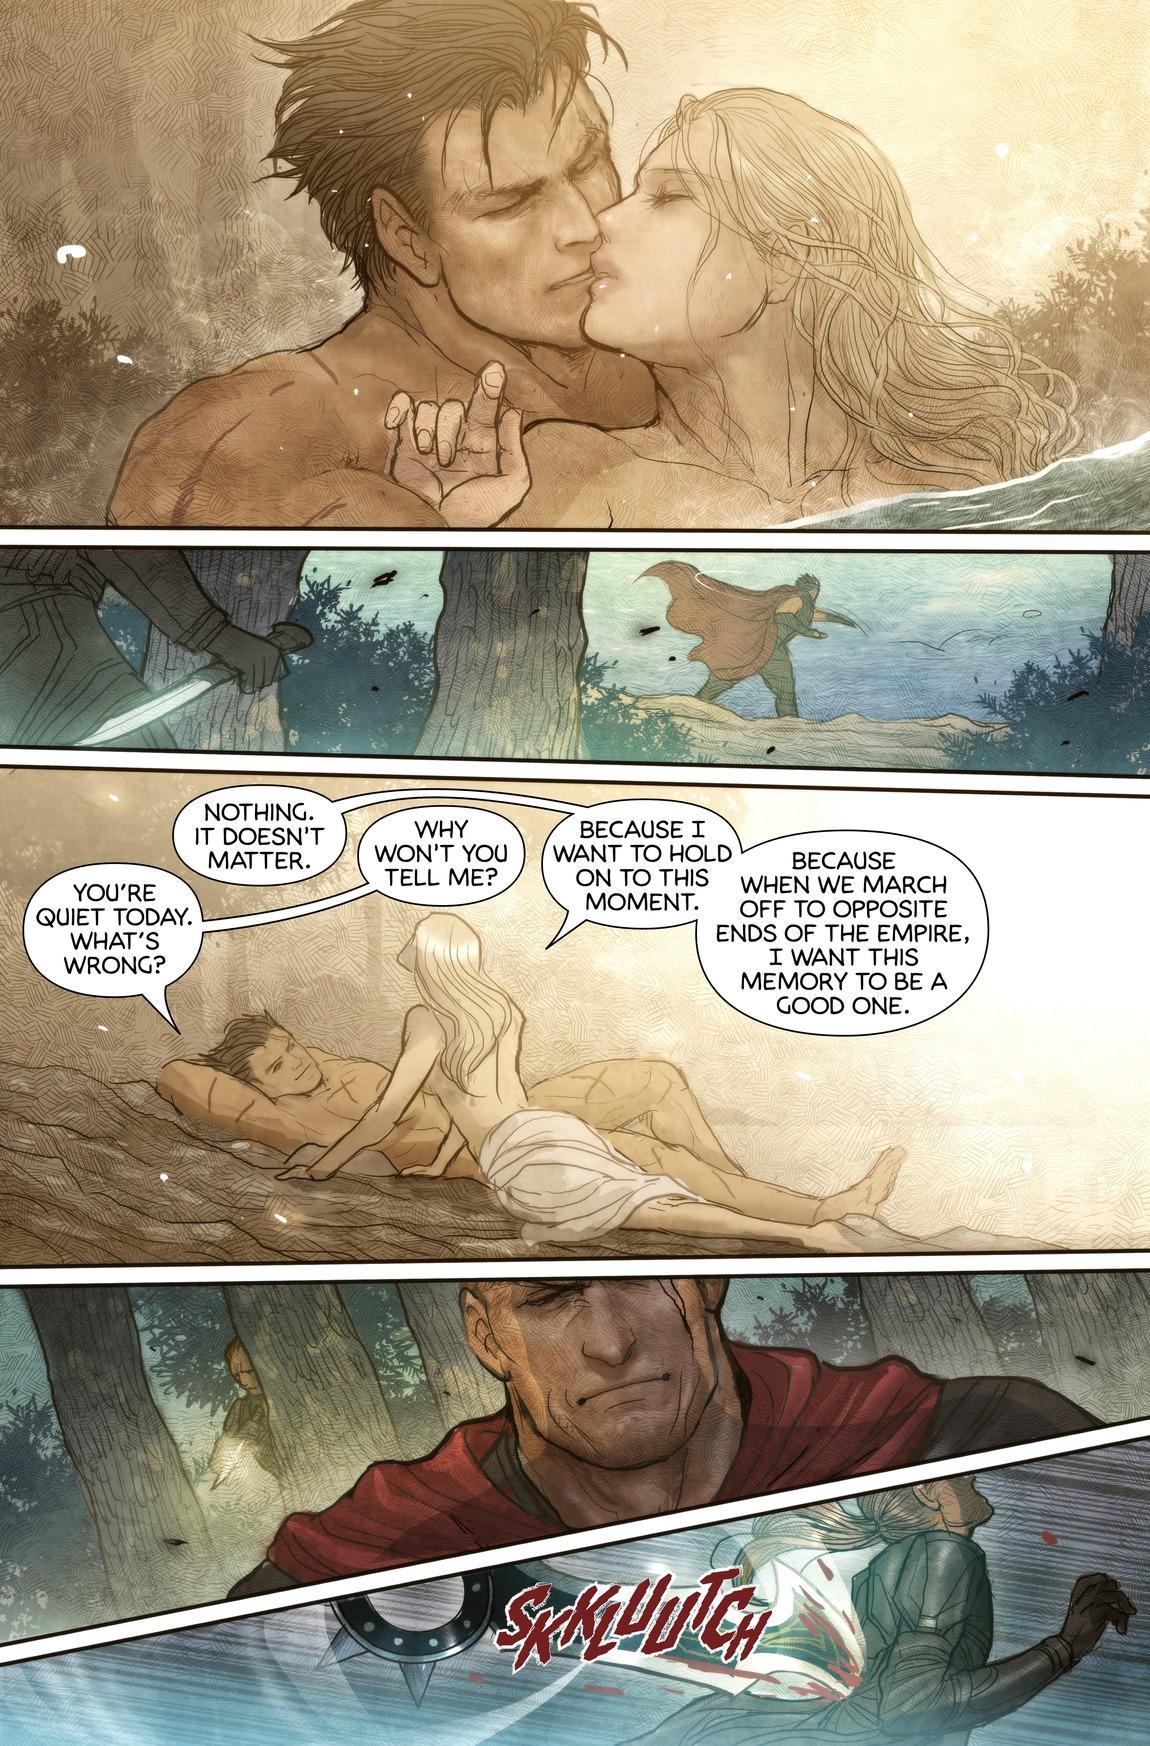 YOU'RE
QUIET TODAY.
WHAT'S
WRONG?
NOTHING.
IT DOESN'T
MATTER.
WHY
WON'T YOU
TELL ME?
BECAUSE I
WANT TO HOLD
ON TO THIS
MOMENT.
BECAUSE
WHEN WE MARCH
OFF TO OPPOSITE
ENDS OF THE EMPIRE,
I WANT THIS
MEMORY TO BE A
GOOD ONE.
SKKLUUTCH